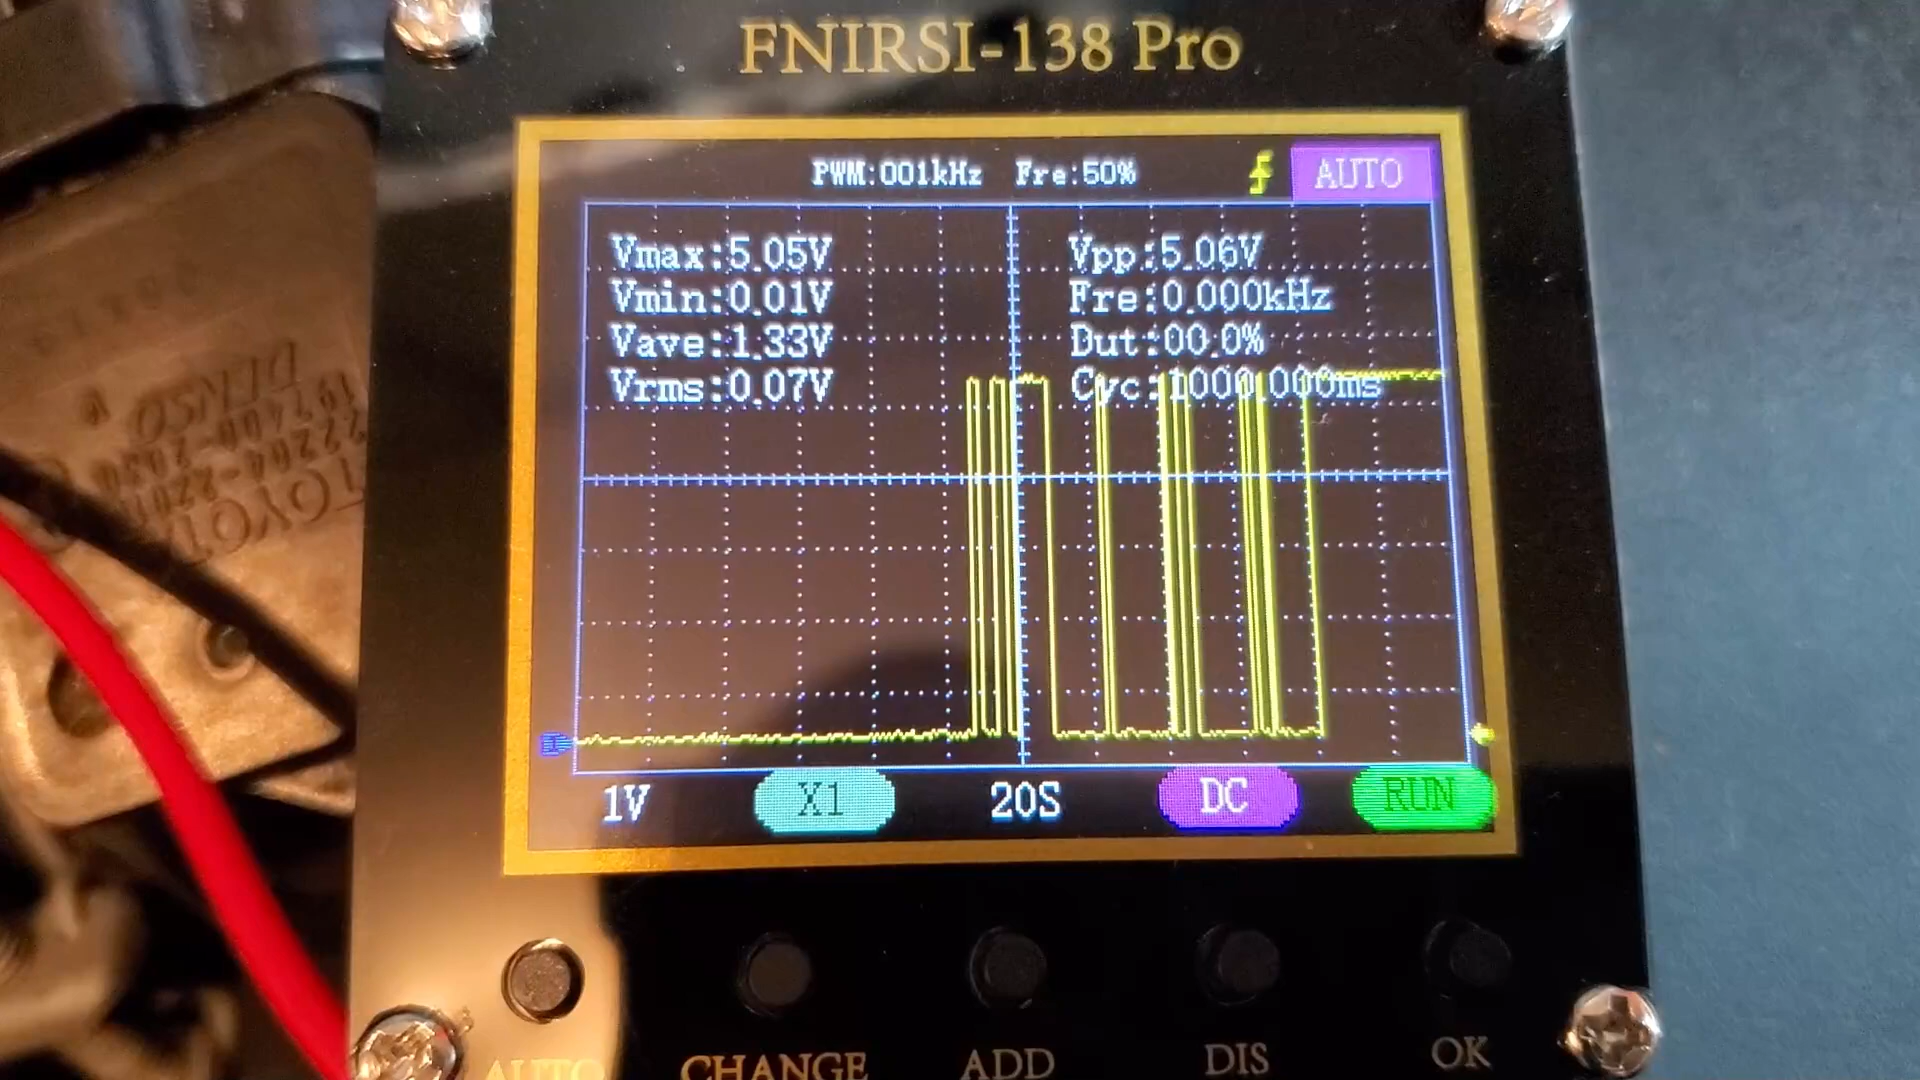 FNIRSI-138 Pro
PWM:001kHz Fre:50% AUTO
Vmax:5.05V Vpp:5.06V
Vmin:0.01V Fre:0.000kHz
Vave:1.33V Dut:00.0%
Vrms:0.07V Cyc:1000.000ms
1V X1 20S DC RUN
AUTO CHANGE ADD DIS OK
DENSO
TOYOT